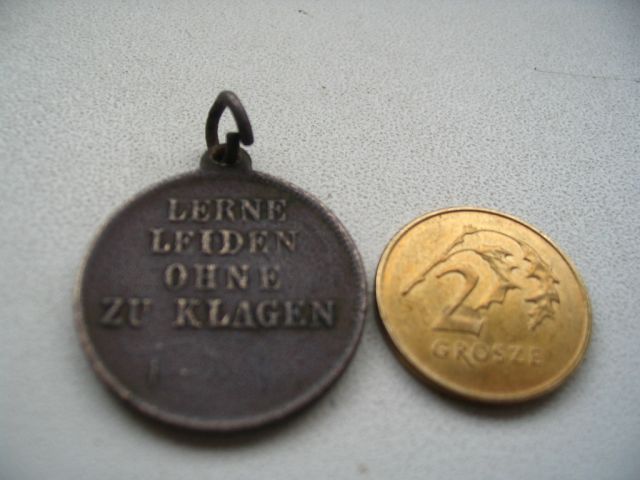 LERNE
LEIDEN
OHNE
ZU KLAGEN
2
GROSZE